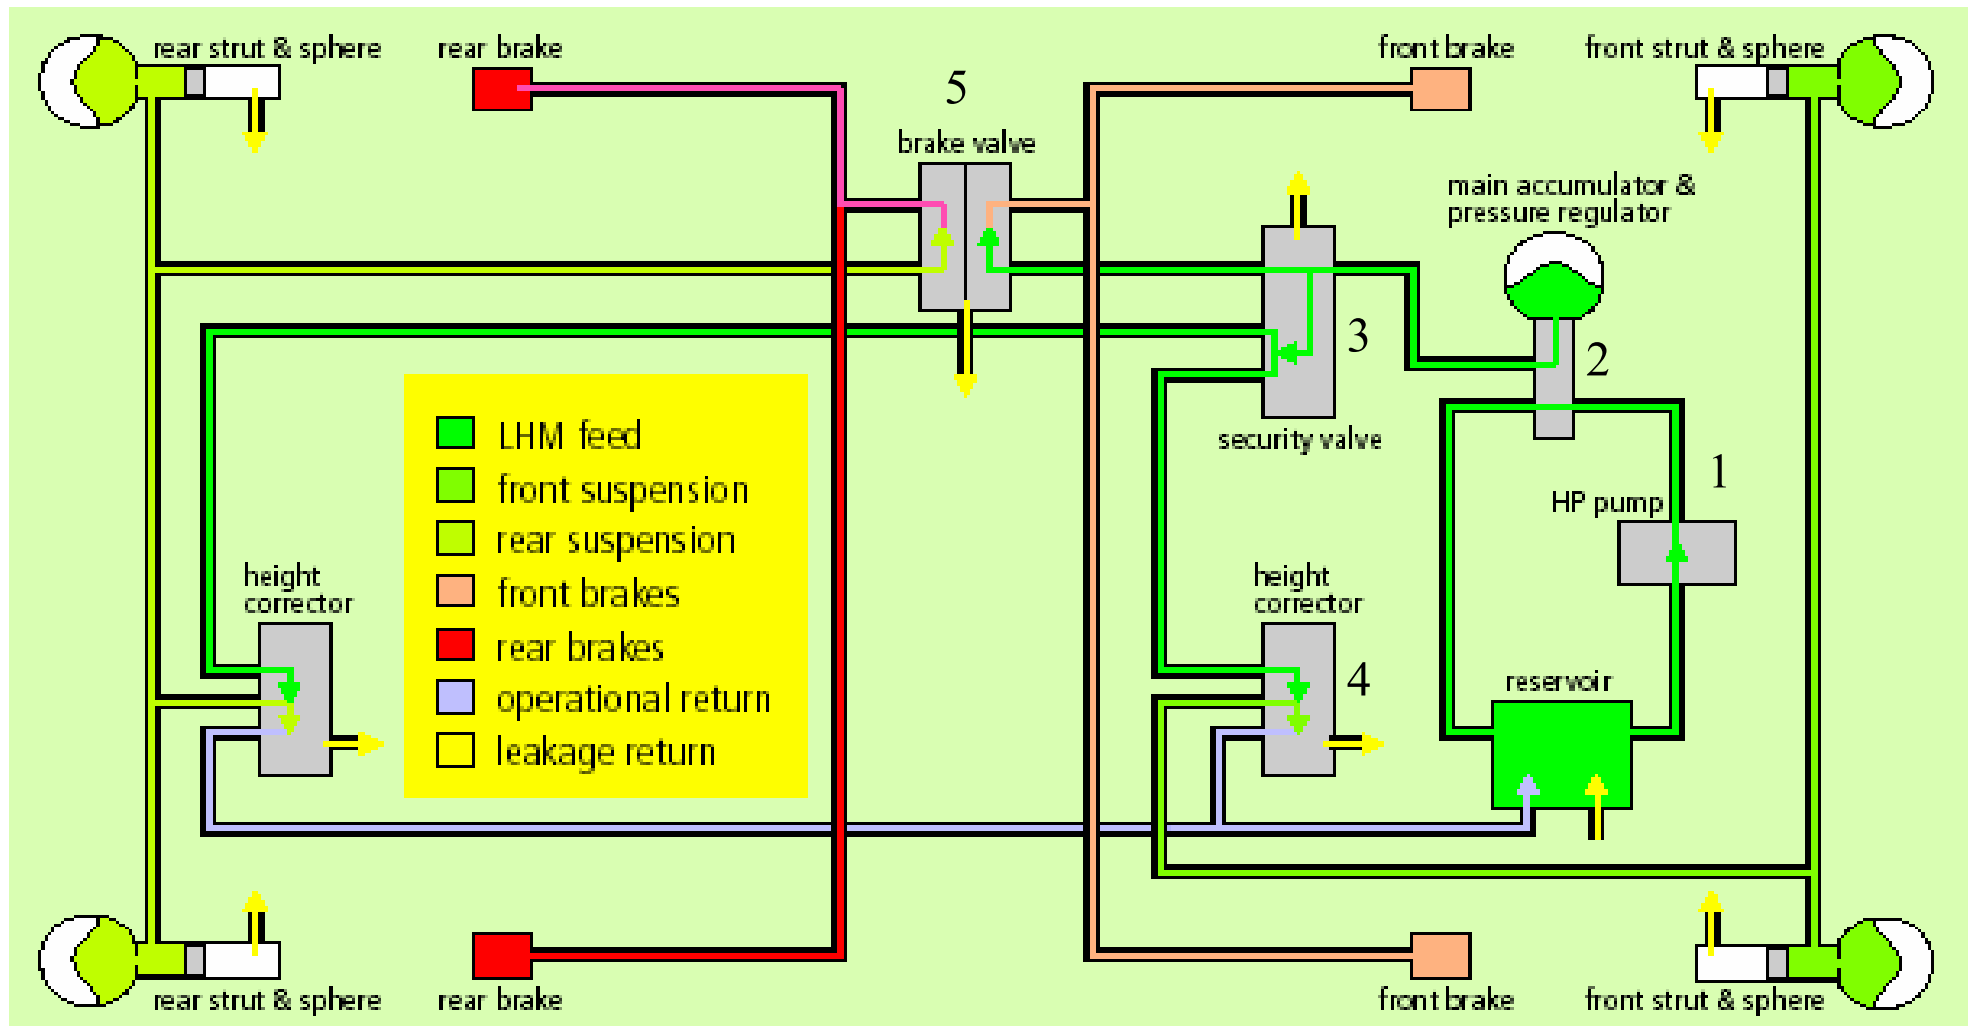 rear strut & sphere
rear brake
front brake
front strut & sphere
5
brake valve
main accumulator &
pressure regulator
3
2
security valve
1
HP pump
LHM feed
front suspension
rear suspension
front brakes
rear brakes
operational return
leakage return
height
corrector
height
corrector
4
reservoir
rear strut & sphere
rear brake
front brake
front strut & sphere